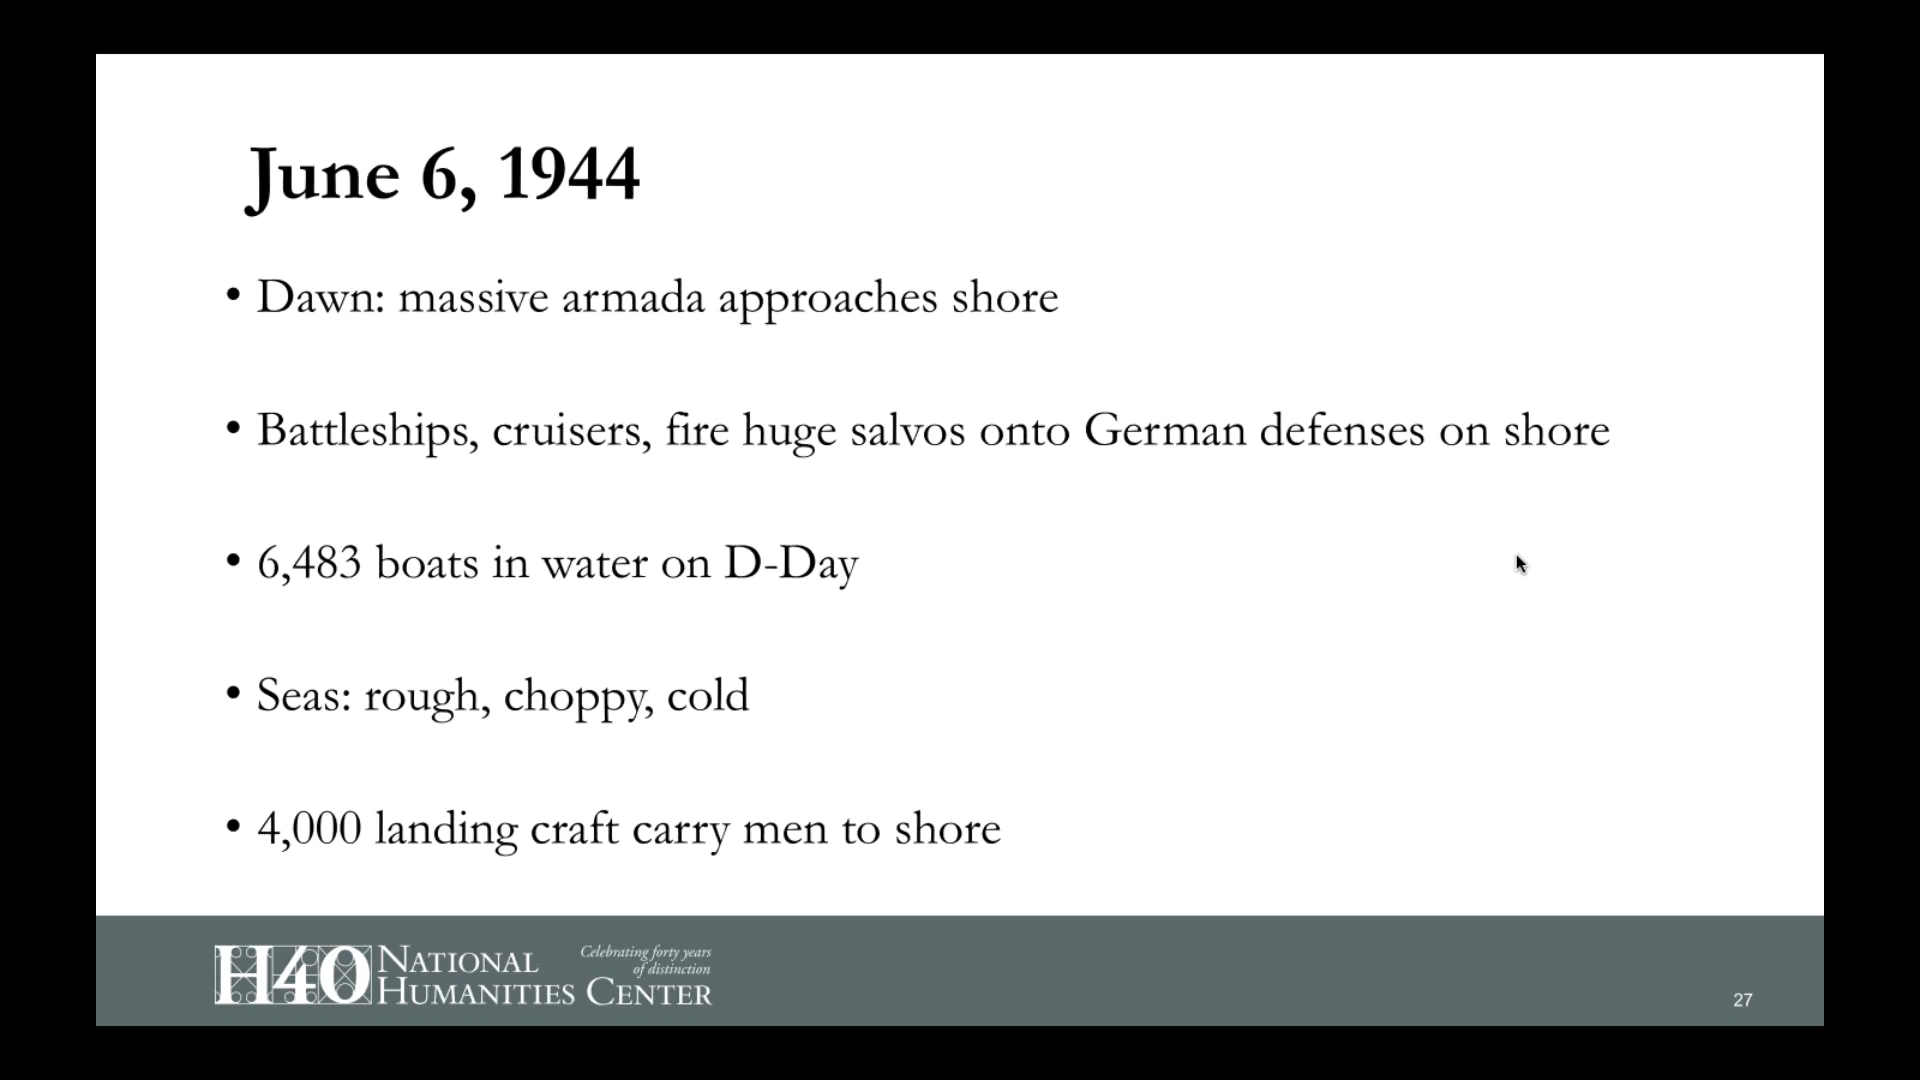 June 6, 1944
• Dawn: massive armada approaches shore
• Battleships, cruisers, fire huge salvos onto German defenses on shore
• 6,483 boats in water on D-Day
• Seas: rough, choppy, cold
• 4,000 landing craft carry men to shore
H40
NATIONAL
HUMANITIES CENTER
Celebrating forty years
of distinction
27